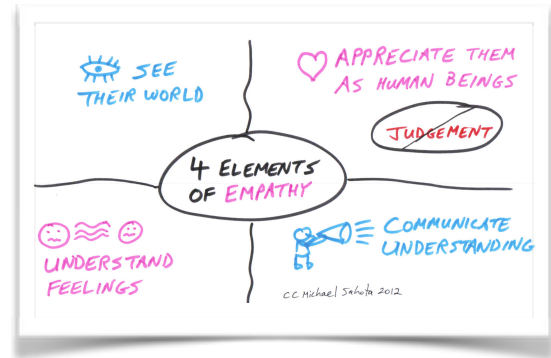 SEE
THEIR WORLD
APPRECIATE THEM
AS HUMAN BEINGS
JUDGEMENT
4 ELEMENTS
OF EMPATHY
UNDERSTAND
FEELINGS
COMMUNICATE
UNDERSTANDING
CC Michael Sahota 2012